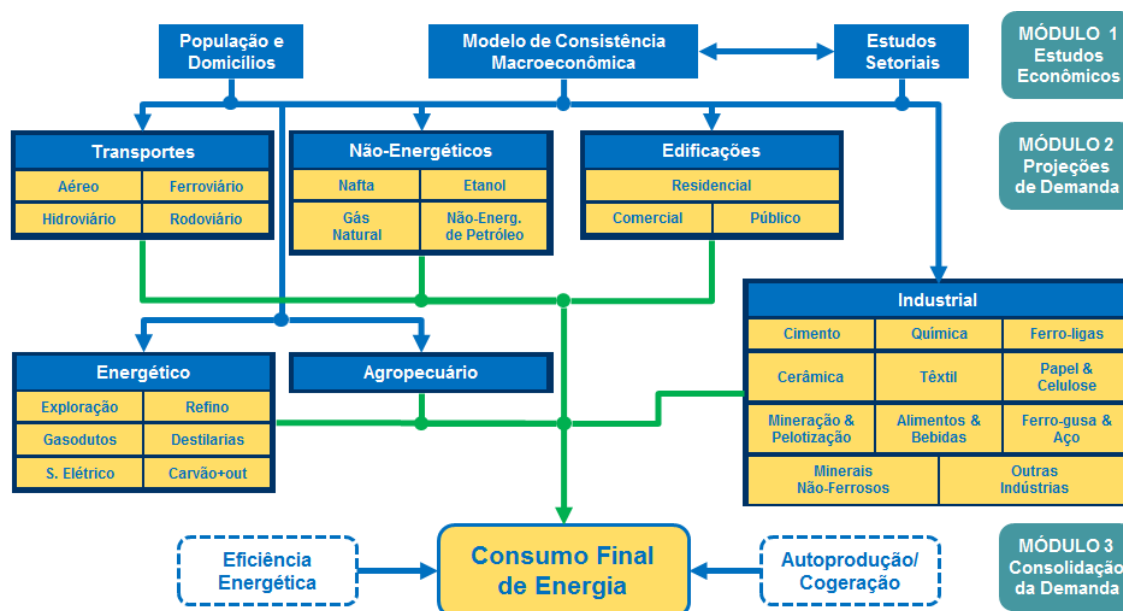 População e
Domicílios
Modelo de Consistência
Macroeconômica
Estudos
Setoriais
MÓDULO 1
Estudos
Econômicos
Transportes
Aéreo
Ferroviário
Hidroviário
Rodoviário
Não-Energéticos
Nafta
Etanol
Gás
Natural
Não-Energ.
de Petróleo
Edificações
Residencial
Comercial
Público
MÓDULO 2
Projeções
de Demanda
Energético
Exploração
Refino
Gasodutos
Destilarias
S. Elétrico
Carvão+out
Agropecuário
Industrial
Cimento
Química
Ferro-ligas
Cerâmica
Têxtil
Papel &
Celulose
Mineração &
Pelotização
Alimentos &
Bebidas
Ferro-gusa &
Aço
Minerais
Não-Ferrosos
Outras
Indústrias
Eficiência
Energética
Consumo Final
de Energia
Autoprodução/
Cogeração
MÓDULO 3
Consolidação
da Demanda